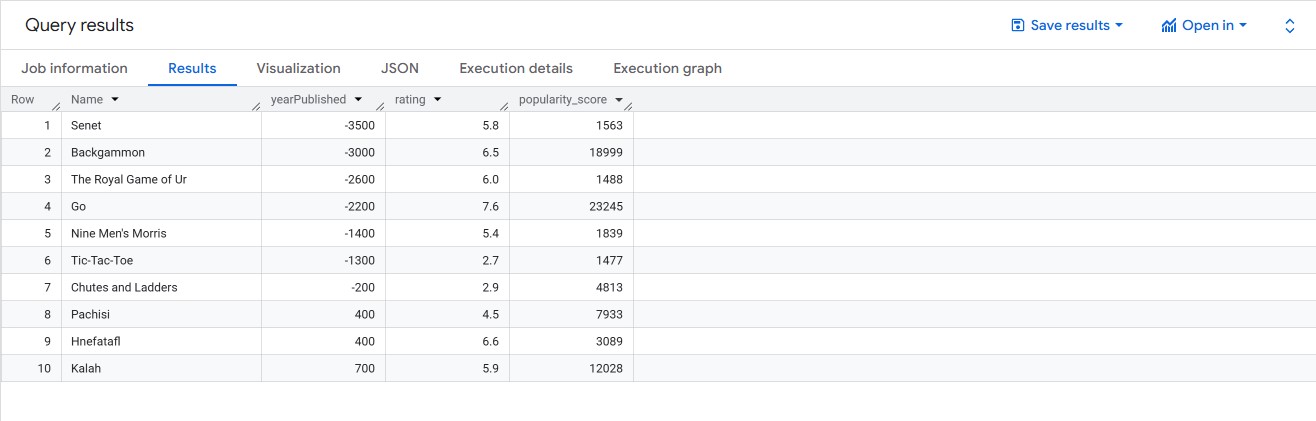 Query results Save results Open in
Job information Results Visualization JSON Execution details Execution graph
Row Name yearPublished rating popularity_score
1 Senet -3500 5.8 1563
2 Backgammon -3000 6.5 18999
3 The Royal Game of Ur -2600 6.0 1488
4 Go -2200 7.6 23245
5 Nine Men's Morris -1400 5.4 1839
6 Tic-Tac-Toe -1300 2.7 1477
7 Chutes and Ladders -200 2.9 4813
8 Pachisi 400 4.5 7933
9 Hnefatafl 400 6.6 3089
10 Kalah 700 5.9 12028